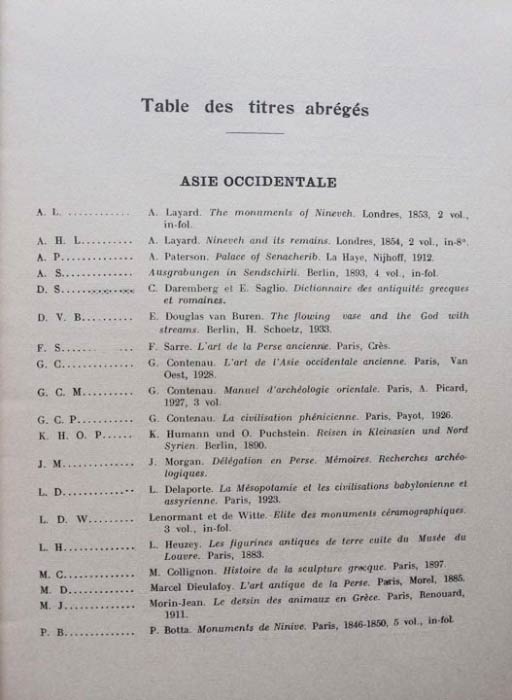 Table des titres abrégés
ASIE OCCIDENTALE
A. L. ............ A. Layard. The monuments of Nineveh. Londres, 1853, 2 vol.,
in-fol.
A. H. L. ......... A. Layard. Nineveh and its remains. Londres, 1854, 2 vol., in-8°.
A. P. ............ A. Paterson. Palace of Senacherib. La Haye, Nijhoff, 1912.
A. S. ............ Ausgrabungen in Sendschirli. Berlin, 1893, 4 vol., in-fol.
D. S. ............ C. Daremberg et E. Saglio. Dictionnaire des antiquités grecques
et romaines.
D. V. B. ......... E. Douglas van Buren. The flowing vase and the God with
streams. Berlin, H. Schoetz, 1933.
F. S. ............ F. Sarre. L'art de la Perse ancienne. Paris, Crès.
G. C. ............ G. Contenau. L'art de l'Asie occidentale ancienne. Paris, Van
Oest, 1928.
G. C. M. ......... G. Contenau. Manuel d'archéologie orientale. Paris, A. Picard,
1927, 3 vol.
G. C. P. ......... G. Contenau. La civilisation phénicienne. Paris, Payot, 1926.
K. H. O. P. ...... K. Humann und O. Puchstein. Reisen in Kleinasien und Nord
Syrien. Berlin, 1890.
J. M. ............ J. Morgan. Délégation en Perse. Mémoires. Recherches archéo-
logiques.
L. D. ............ L. Delaporte. La Mésopotamie et les civilisations babylonienne et
assyrienne. Paris, 1923.
L. D. W. ......... Lenormant et de Witte. Elite des monuments céramographiques.
3 vol., in-fol.
L. H. ............ L. Heuzey. Les figurines antiques de terre cuite du Musée du
Louvre. Paris, 1883.
M. C. ............ M. Collignon. Histoire de la sculpture grecque. Paris, 1897.
M. D. ............ Marcel Dieulafoy. L'art antique de la Perse. Paris, Morel, 1885.
M. J. ............ Morin-Jean. Le dessin des animaux en Grèce. Paris, Renouard,
1911.
P. B. ............ P. Botta. Monuments de Ninive. Paris, 1846-1850, 5 vol., in-fol.